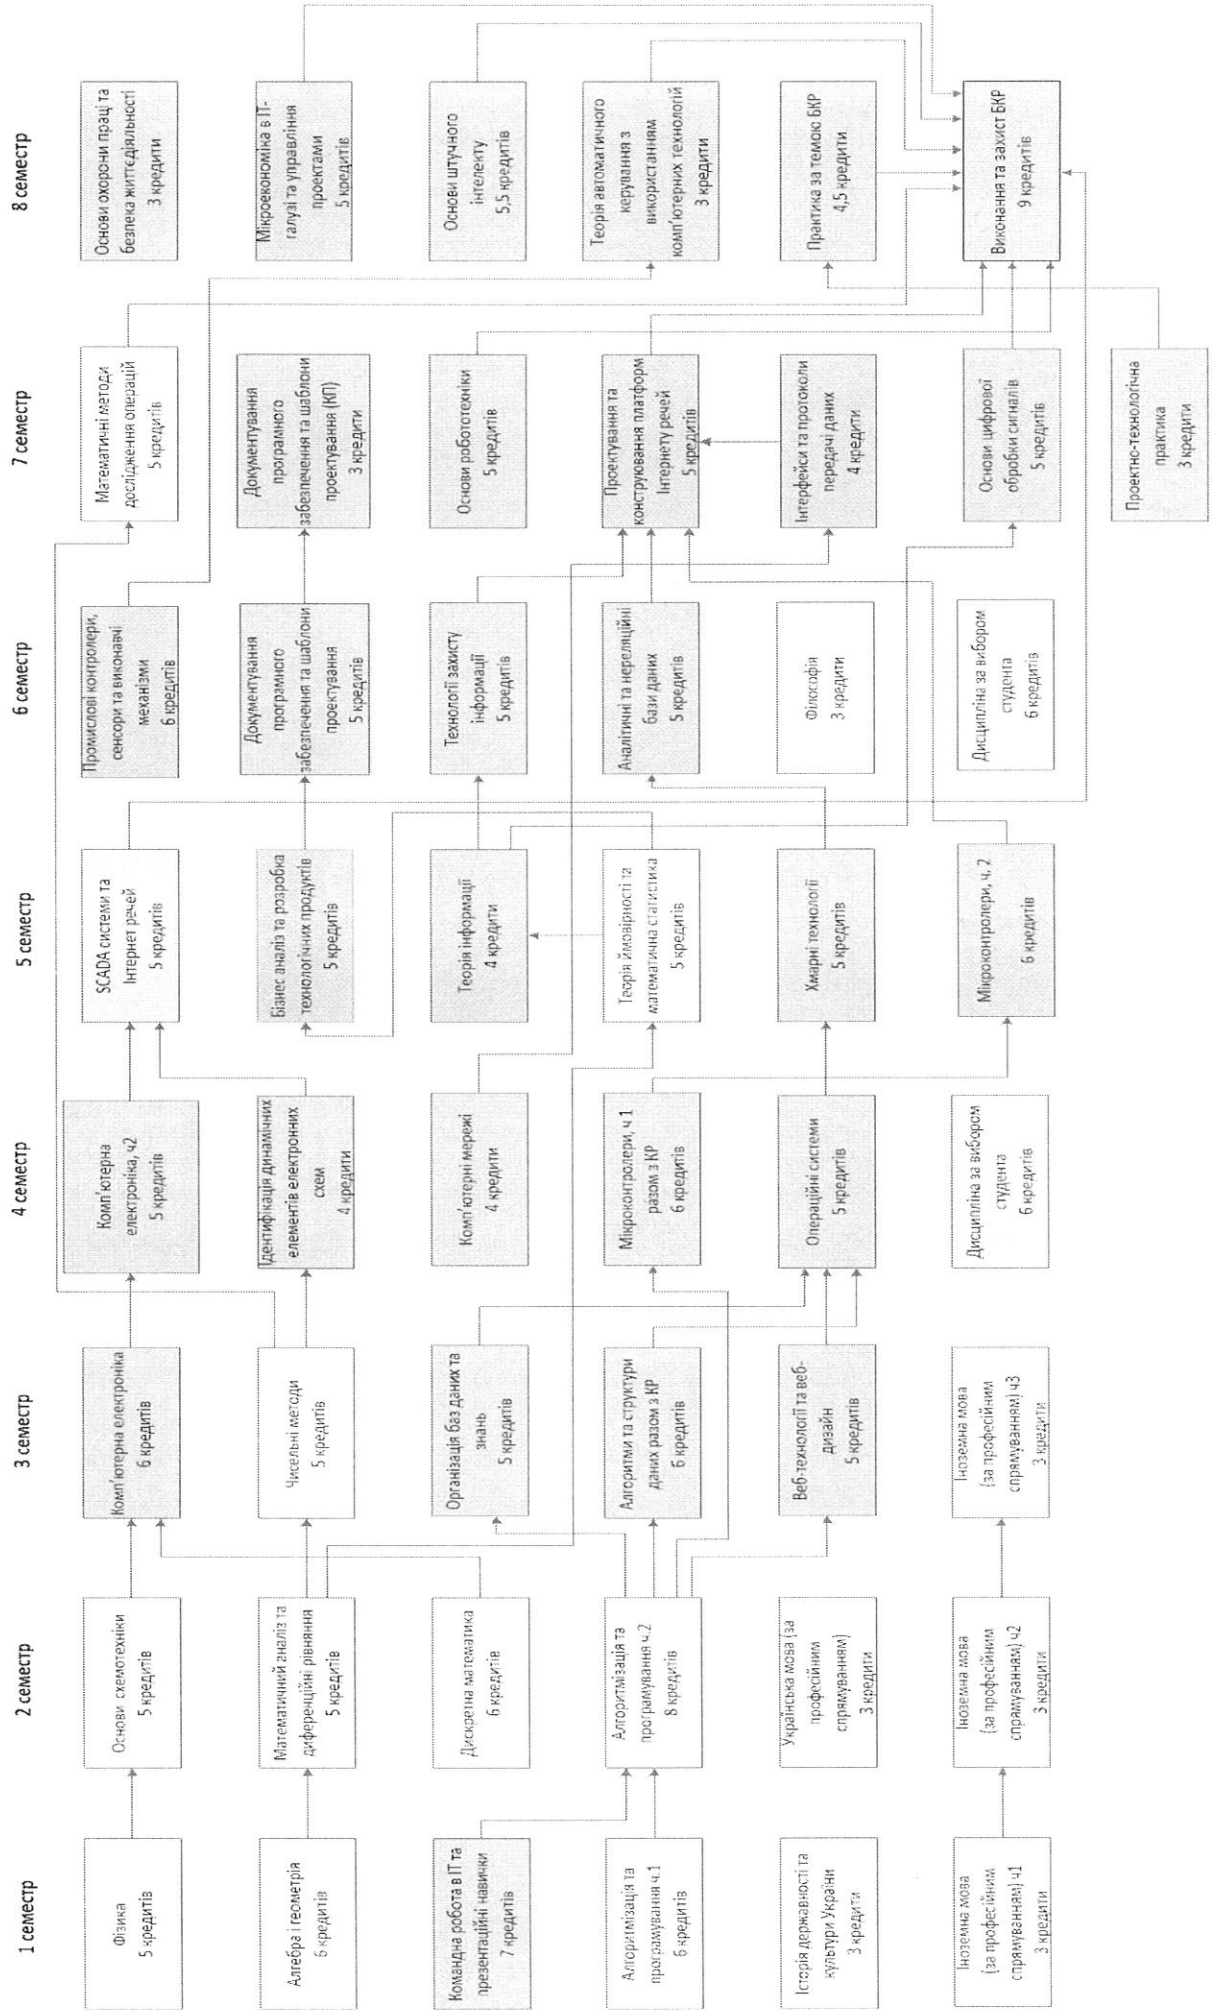 1 семестр
Фізика
5 кредитів
Алгебра і геометрія
6 кредитів
Командна робота в ІТ та
презентаційні навички
7 кредитів
Алгоритмізація та
програмування ч.1
6 кредитів
Історія державності та
культури України
3 кредити
Іноземна мова
(за професійним
спрямуванням) ч1
3 кредити
2 семестр
Основи схемотехніки
5 кредитів
Математичний аналіз та
диференційні рівняння
5 кредитів
Дискретна математика
6 кредитів
Алгоритмізація та
програмування ч.2
8 кредитів
Українська мова (за
професійним
спрямуванням)
3 кредити
Іноземна мова
(за професійним
спрямуванням) ч2
3 кредити
3 семестр
Комп'ютерна електроніка
6 кредитів
Чисельні методи
5 кредитів
Організація баз даних та
знань
5 кредитів
Алгоритми та структури
даних разом з КР
6 кредитів
Веб-технології та веб-
дизайн
5 кредитів
Іноземна мова
(за професійним
спрямуванням) ч3
3 кредити
4 семестр
Комп'ютерна
електроніка, ч2
5 кредитів
Ідентифікація динамічних
елементів електронних
схем
4 кредити
Комп'ютерні мережі
4 кредити
Мікроконтролери, ч 1
разом з КР
6 кредитів
Операційні системи
5 кредитів
Дисципліна за вибором
студента
6 кредитів
5 семестр
SCADA системи та
Інтернет речей
5 кредитів
Бізнес аналіз та розробка
технологічних продуктів
5 кредитів
Теорія інформації
4 кредити
Теорія ймовірності та
математична статистика
5 кредитів
Хмарні технології
5 кредитів
Мікроконтролери, ч. 2
6 кредитів
6 семестр
Промислові контролери,
сенсори та виконавчі
механізми
6 кредитів
Документування
програмного
забезпечення та шаблони
проектування
5 кредитів
Технології захисту
інформації
5 кредитів
Аналітичні та нереляційні
бази даних
5 кредитів
Філософія
3 кредити
Дисципліна за вибором
студента
6 кредитів
7 семестр
Математичні методи
дослідження операцій
5 кредитів
Документування
програмного
забезпечення та шаблони
проектування (КП)
3 кредити
Основи робототехніки
5 кредитів
Проектування та
конструювання платформ
Інтернету речей
5 кредитів
Інтерфейси та протоколи
передачі даних
4 кредити
Основи цифрової
обробки сигналів
5 кредитів
Проектно-технологічна
практика
3 кредити
8 семестр
Основи охорони праці та
безпека життєдіяльності
3 кредити
Мікроекономіка в ІТ-
галузі та управління
проектами
5 кредитів
Основи штучного
інтелекту
5,5 кредитів
Теорія автоматичного
керування з
використанням
комп'ютерних технологій
3 кредити
Практика за темою БКР
4,5 кредити
Виконання та захист БКР
9 кредитів